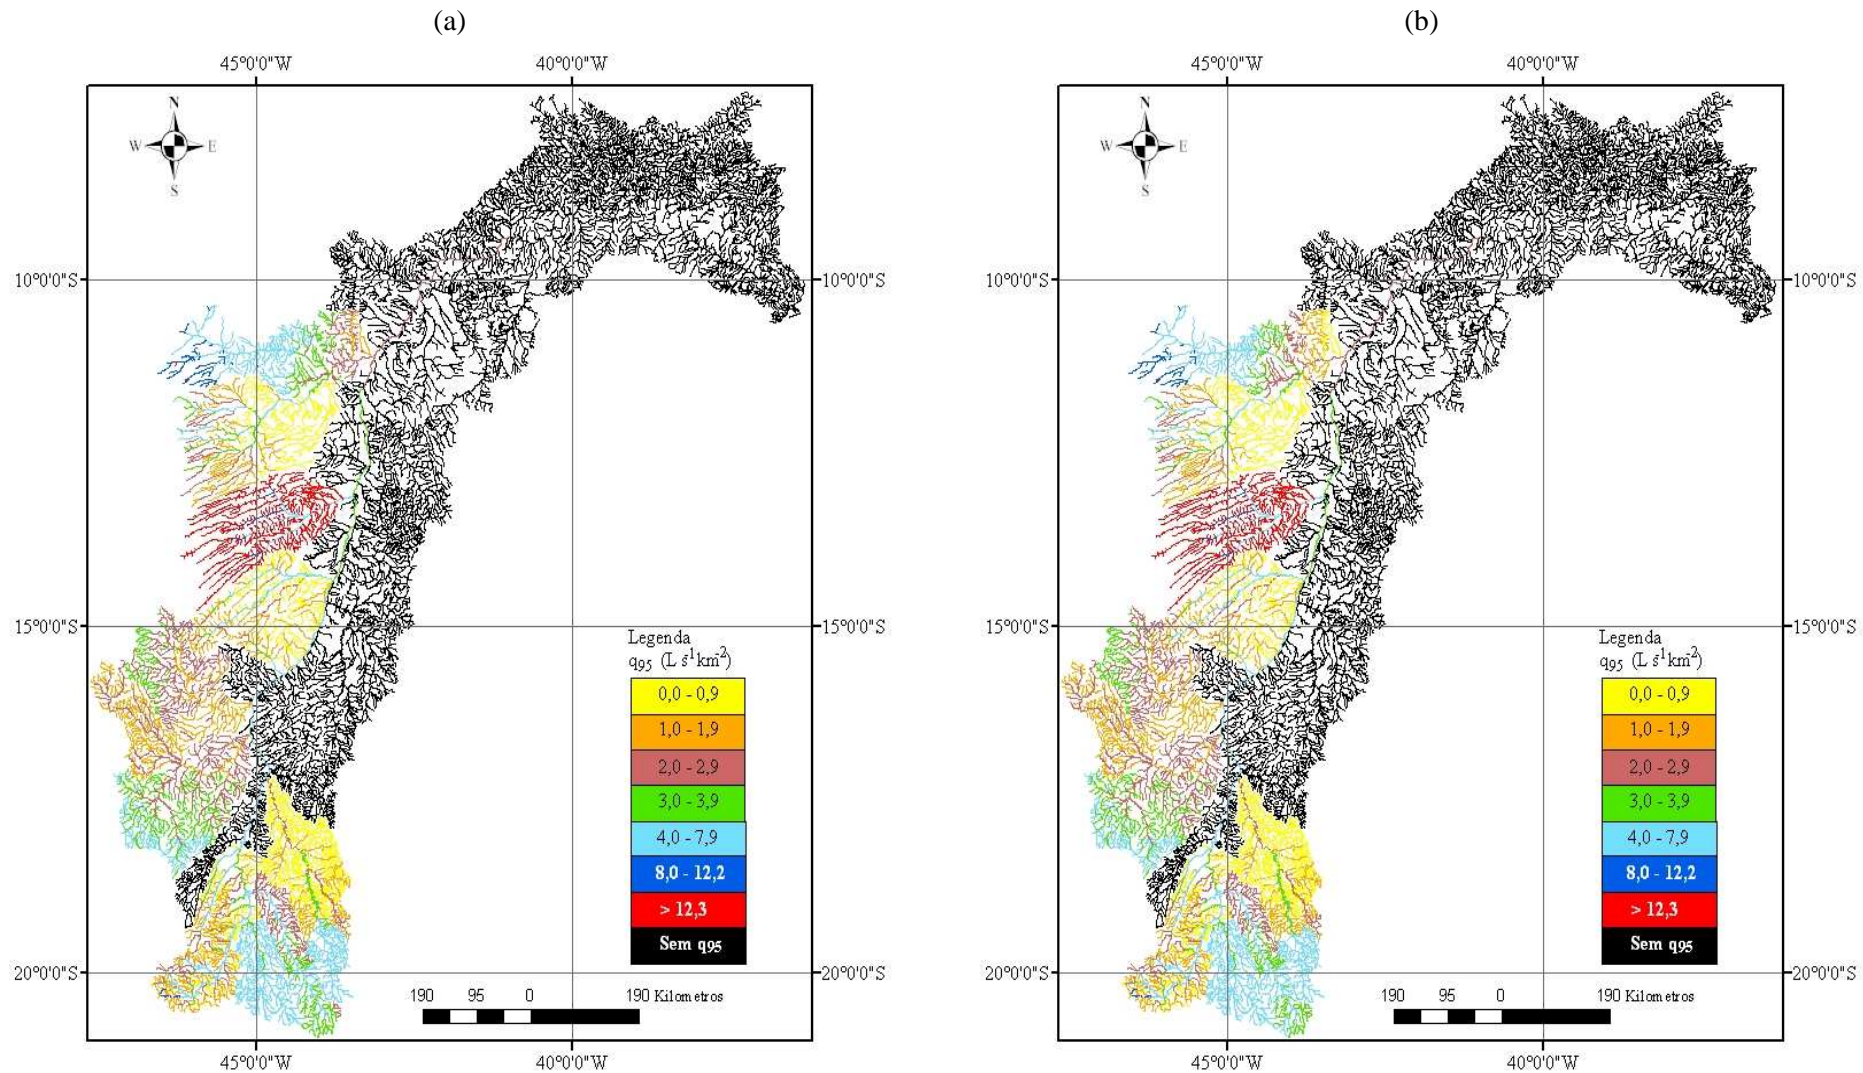 (a)
45°0'0"W 40°0'0"W
N
W E
S
10°0'0"S 10°0'0"S
15°0'0"S 15°0'0"S
Legenda
q95 (L s-1km-2)
0,0 - 0,9
1,0 - 1,9
2,0 - 2,9
3,0 - 3,9
4,0 - 7,9
8,0 - 12,2
> 12,3
Sem q95
20°0'0"S 20°0'0"S
190 95 0 190 Kilometros
45°0'0"W 40°0'0"W
(b)
45°0'0"W 40°0'0"W
N
W E
S
10°0'0"S 10°0'0"S
15°0'0"S 15°0'0"S
Legenda
q95 (L s-1km-2)
0,0 - 0,9
1,0 - 1,9
2,0 - 2,9
3,0 - 3,9
4,0 - 7,9
8,0 - 12,2
> 12,3
Sem q95
20°0'0"S 20°0'0"S
190 95 0 190 Kilometros
45°0'0"W 40°0'0"W